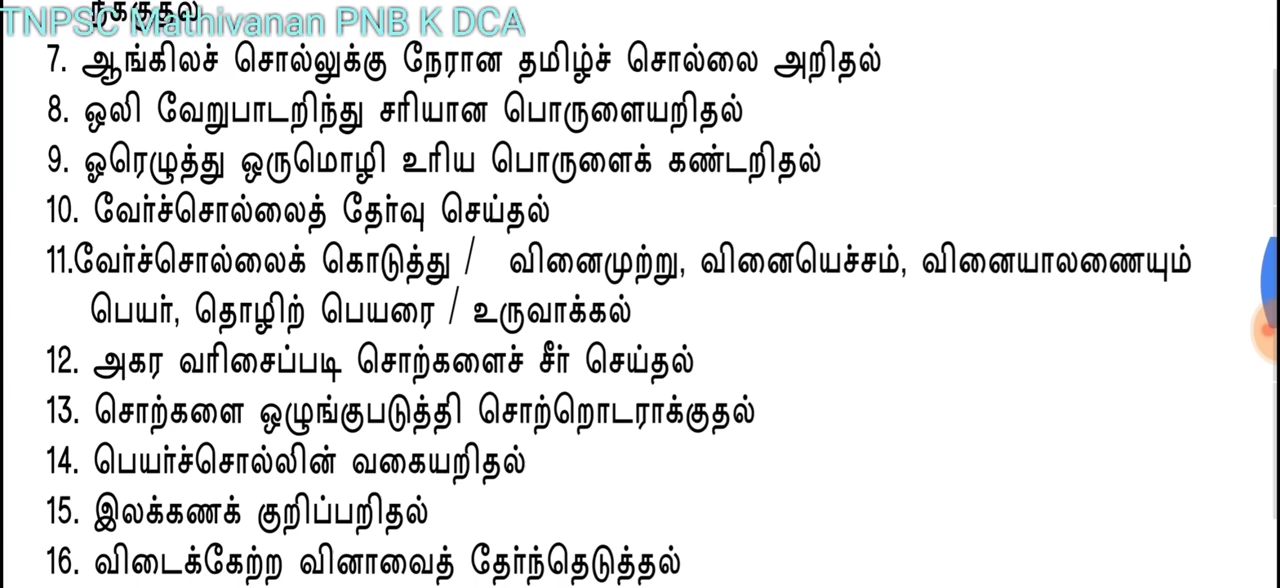 நீக்குதல்
TNPSC Mathivanan PNB K DCA
7. ஆங்கிலச் சொல்லுக்கு நேரான தமிழ்ச் சொல்லை அறிதல்
8. ஒலி வேறுபாடறிந்து சரியான பொருளையறிதல்
9. ஓரெழுத்து ஒருமொழி உரிய பொருளைக் கண்டறிதல்
10. வேர்ச்சொல்லைத் தேர்வு செய்தல்
11.வேர்ச்சொல்லைக் கொடுத்து / வினைமுற்று, வினையெச்சம், வினையாலணையும்
பெயர், தொழிற் பெயரை / உருவாக்கல்
12. அகர வரிசைப்படி சொற்களைச் சீர் செய்தல்
13. சொற்களை ஒழுங்குபடுத்தி சொற்றொடராக்குதல்
14. பெயர்ச்சொல்லின் வகையறிதல்
15. இலக்கணக் குறிப்பறிதல்
16. விடைக்கேற்ற வினாவைத் தேர்ந்தெடுத்தல்